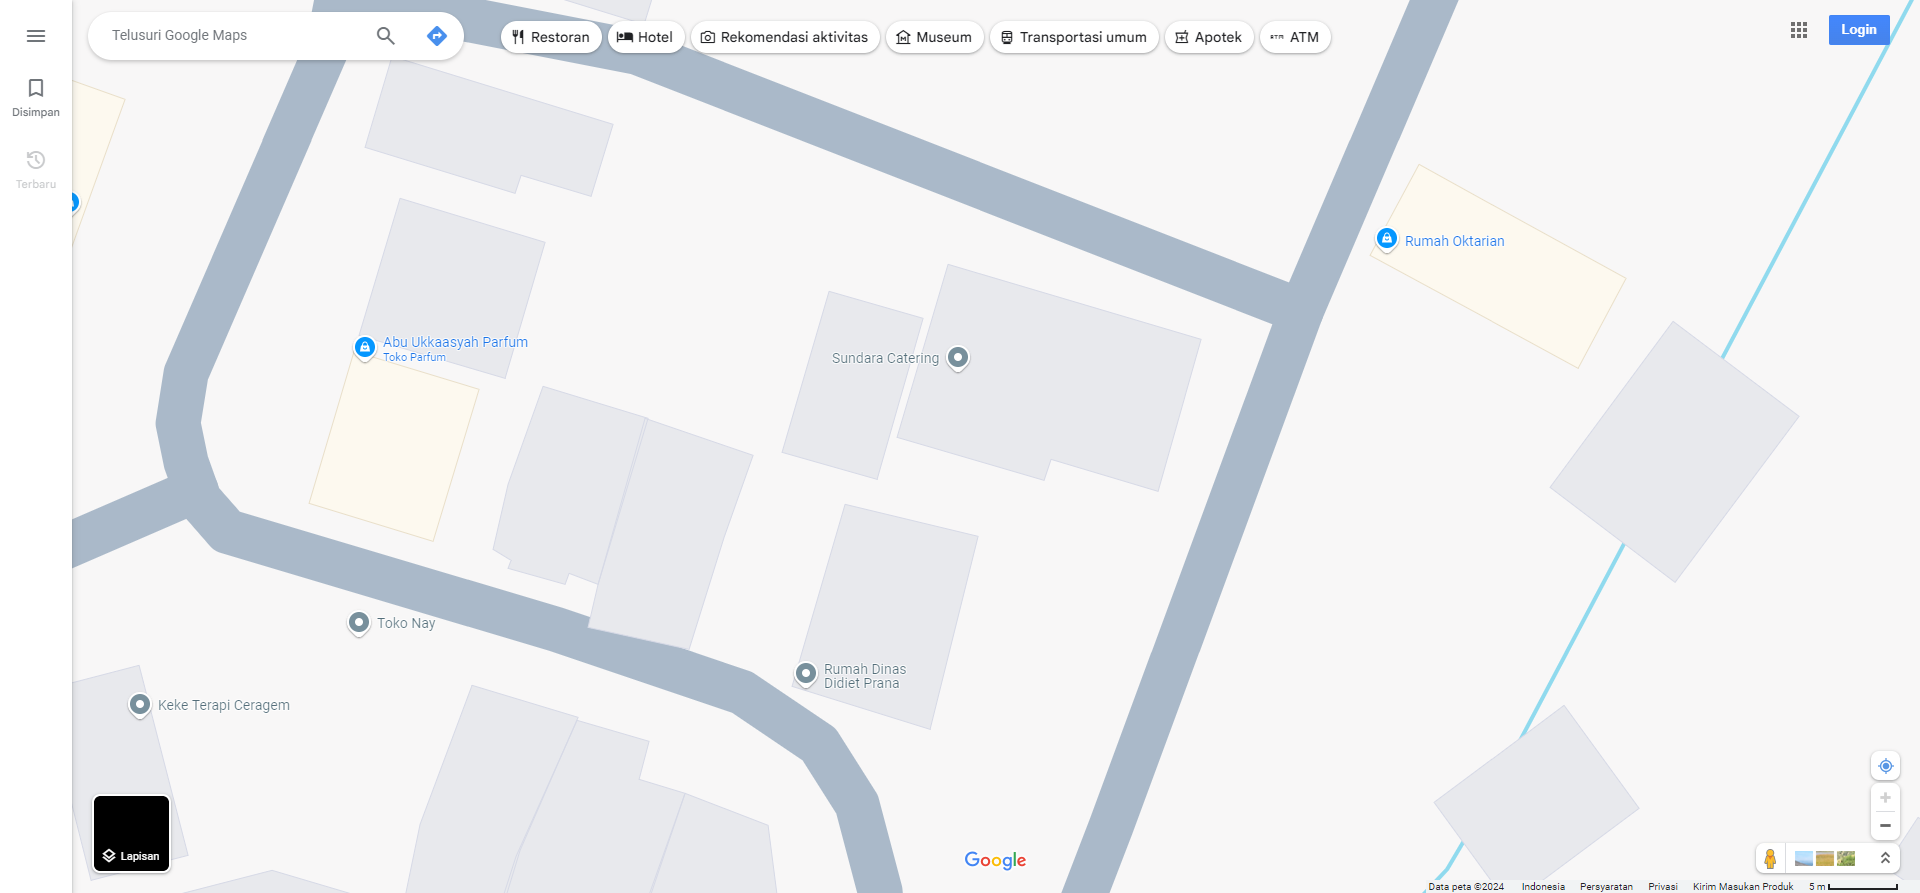 Telusuri Google Maps
Restoran
Hotel
Rekomendasi aktivitas
Museum
Transportasi umum
Apotek
ATM
Login
Disimpan
Terbaru
Rumah Oktarian
Abu Ukkaasyah Parfum
Toko Parfum
Sundara Catering
Toko Nay
Rumah Dinas
Didiet Prana
Keke Terapi Ceragem
Lapisan
Google
Data peta ©2024 Indonesia Persyaratan Privasi Kirim Masukan Produk 5 m